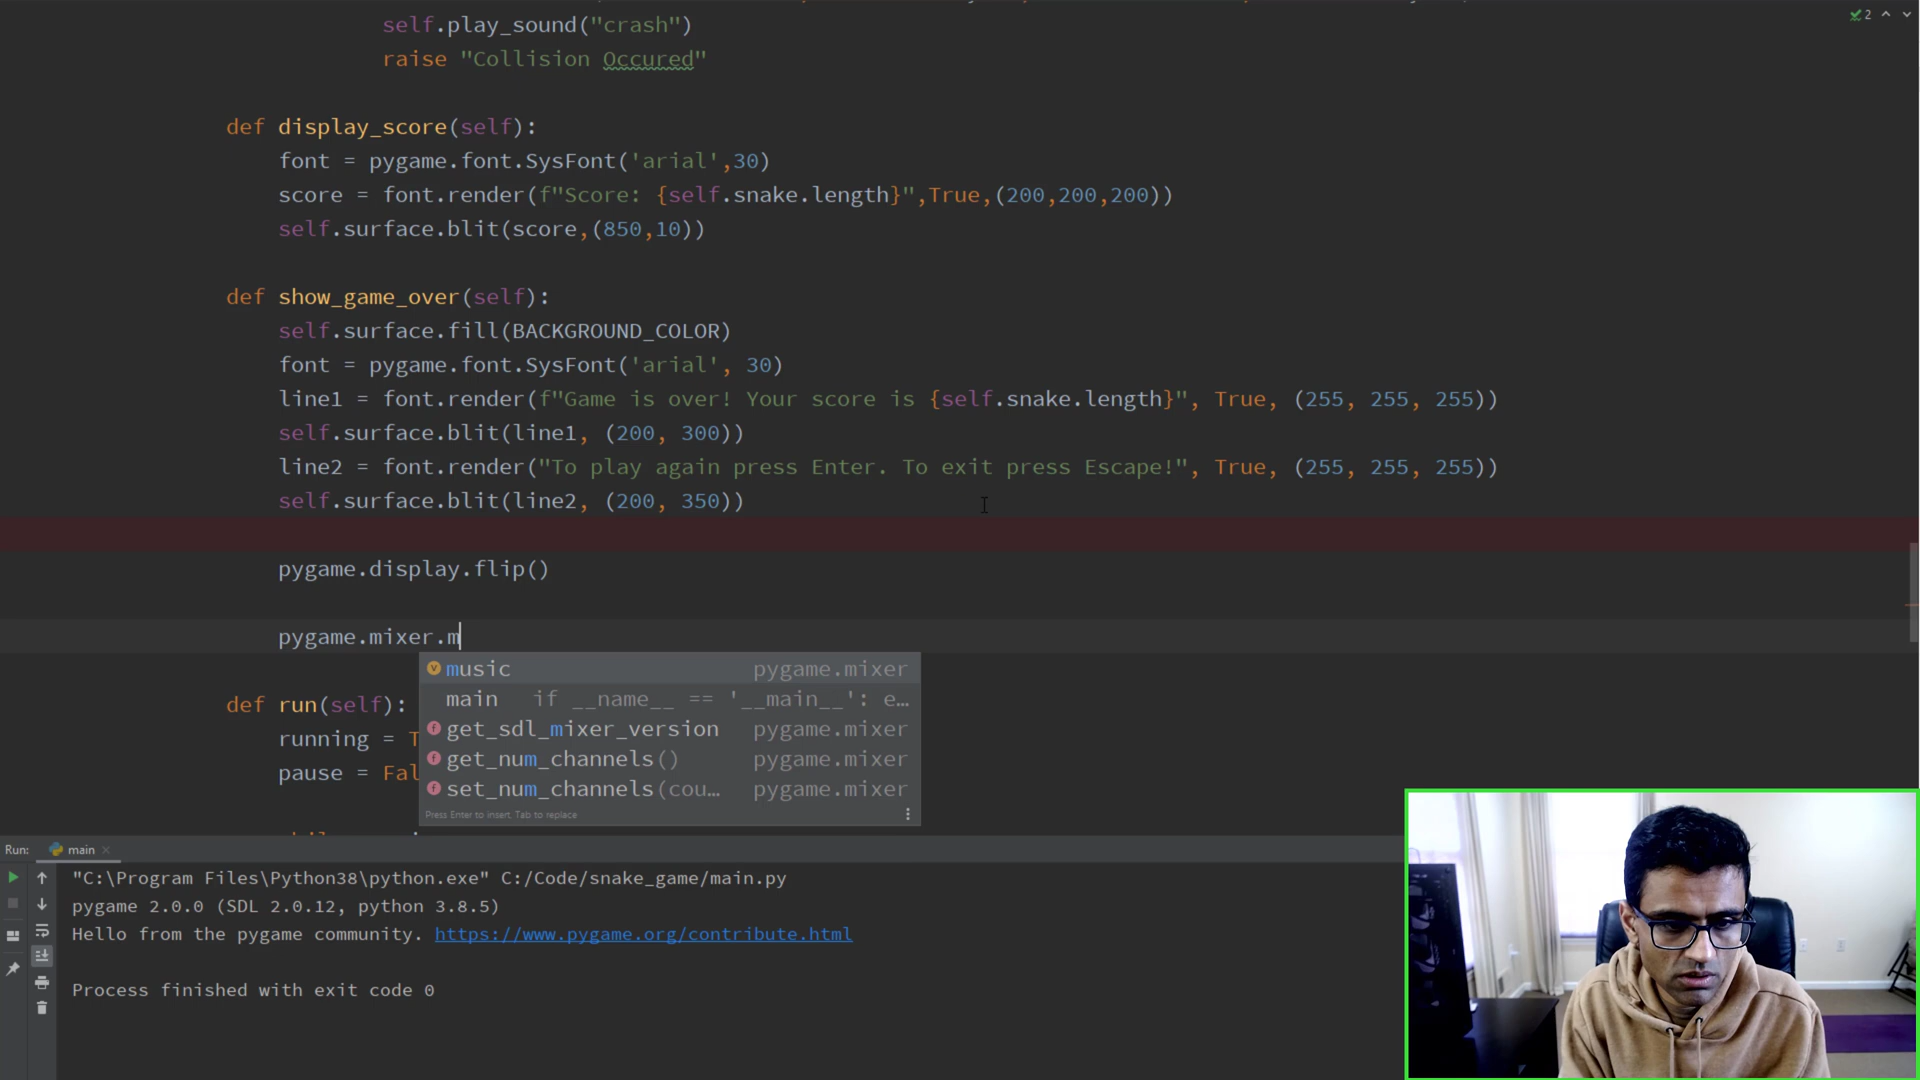 self.play_sound("crash")
2
raise "Collision Occured"
def display_score(self):
font = pygame.font.SysFont('arial',30)
score = font.render(f"Score: {self.snake.length}",True,(200,200,200))
self.surface.blit(score,(850,10))
def show_game_over(self):
self.surface.fill(BACKGROUND_COLOR)
font = pygame.font.SysFont('arial', 30)
line1 = font.render(f"Game is over! Your score is {self.snake.length}", True, (255, 255, 255))
self.surface.blit(line1, (200, 300))
line2 = font.render("To play again press Enter. To exit press Escape!", True, (255, 255, 255))
self.surface.blit(line2, (200, 350))
pygame.display.flip()
pygame.mixer.m
music pygame.mixer
main if __name__ == '__main__': e…
get_sdl_mixer_version pygame.mixer
get_num_channels() pygame.mixer
set_num_channels(cou… pygame.mixer
Press Enter to insert, Tab to replace
def run(self):
running = T
pause = Fal
Run: main
"C:\Program Files\Python38\python.exe" C:/Code/snake_game/main.py
pygame 2.0.0 (SDL 2.0.12, python 3.8.5)
Hello from the pygame community. https://www.pygame.org/contribute.html
Process finished with exit code 0